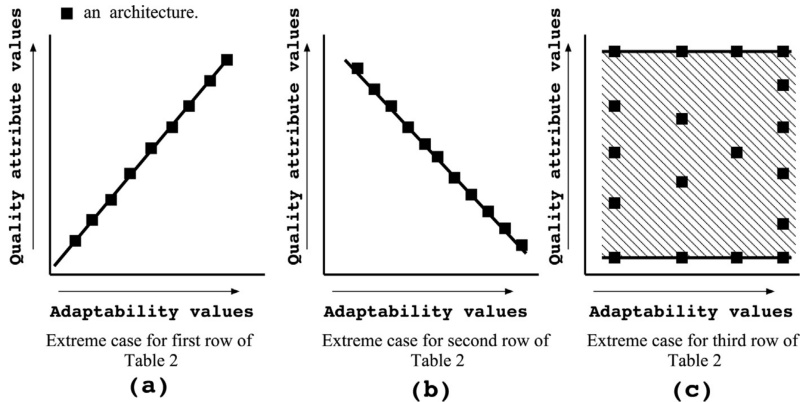 an architecture.
Quality attribute values
Adaptability values
Extreme case for first row of
Table 2
(a)
Quality attribute values
Adaptability values
Extreme case for second row of
Table 2
(b)
Quality attribute values
Adaptability values
Extreme case for third row of
Table 2
(c)